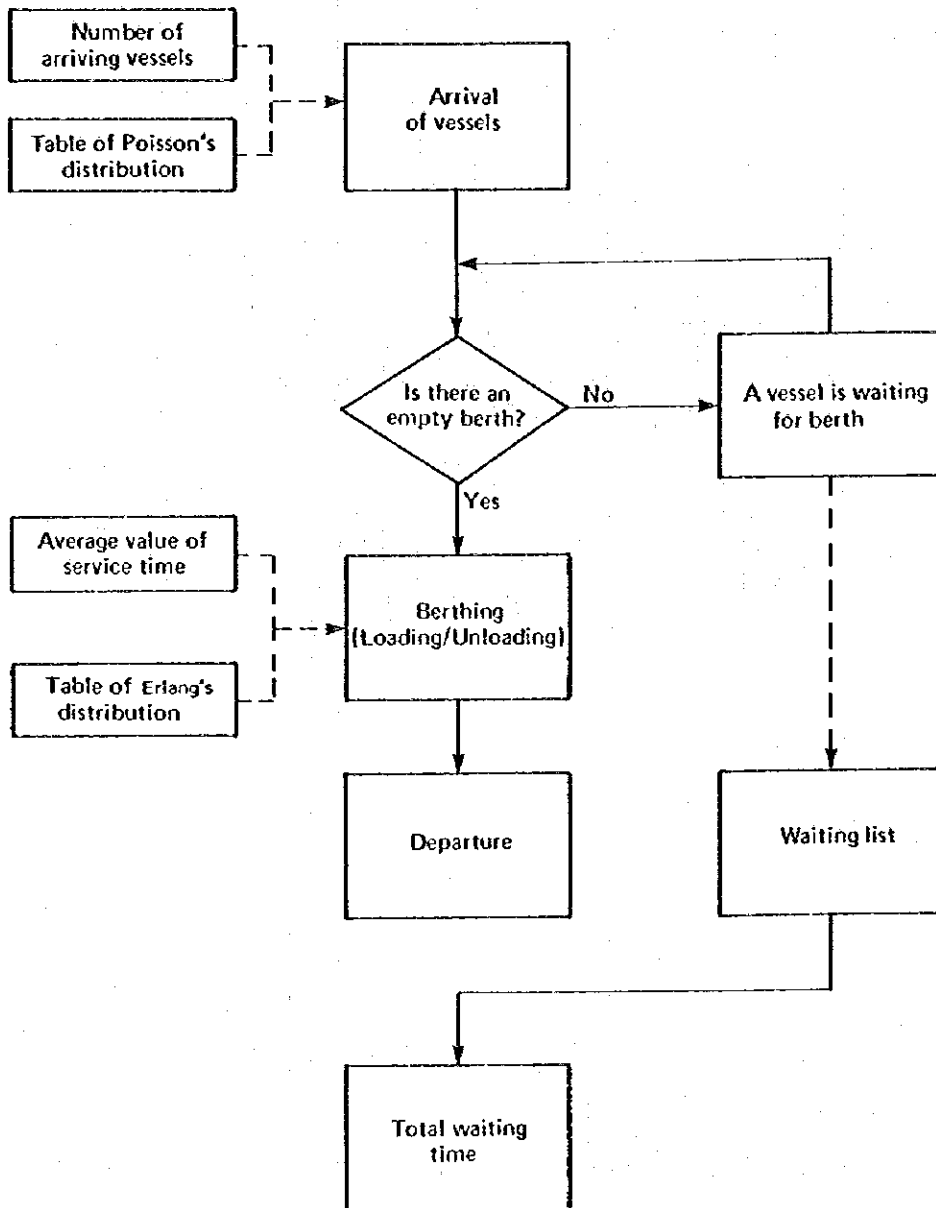 Number of
arriving vessels
Table of Poisson's
distribution
Arrival
of vessels
Is there an
empty berth?
No
A vessel is waiting
for berth
Yes
Average value of
service time
Table of Erlang's
distribution
Berthing
(Loading/Unloading)
Departure
Waiting list
Total waiting
time